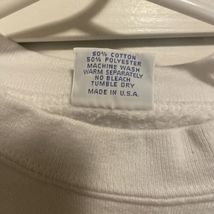 50% COTTON
50% POLYESTER
MACHINE WASH
WARM SEPARATELY
NO BLEACH
TUMBLE DRY
MADE IN U.S.A.